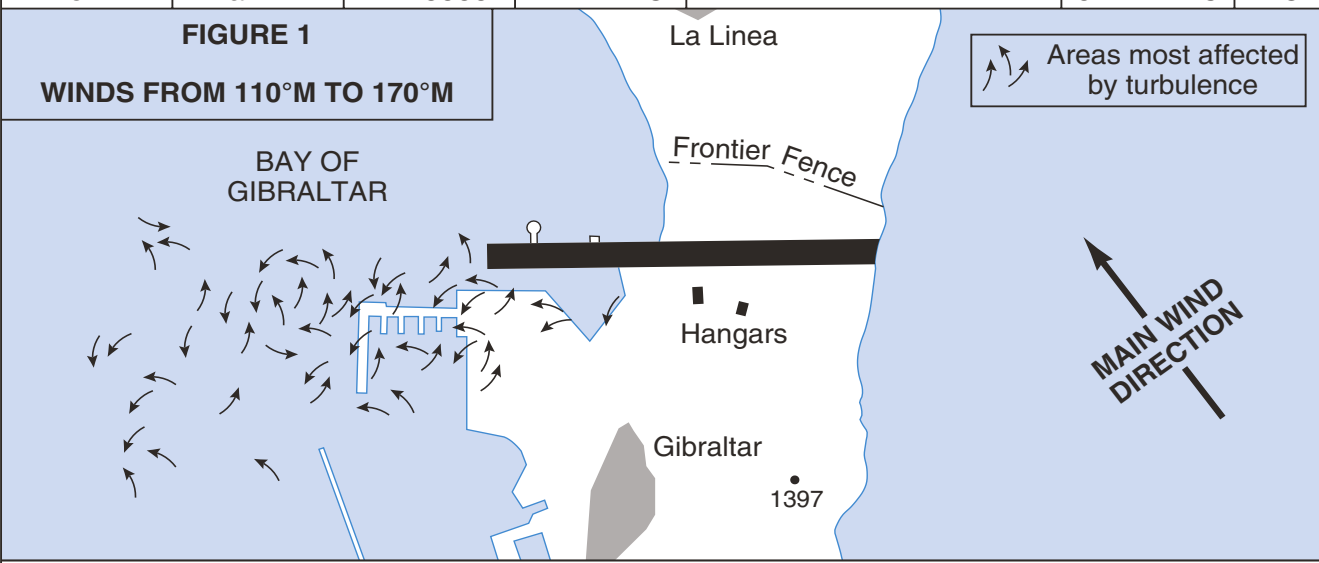 FIGURE 1
WINDS FROM 110°M TO 170°M
La Linea
Areas most affected
by turbulence
Frontier Fence
BAY OF
GIBRALTAR
Hangars
MAIN WIND
DIRECTION
Gibraltar
1397